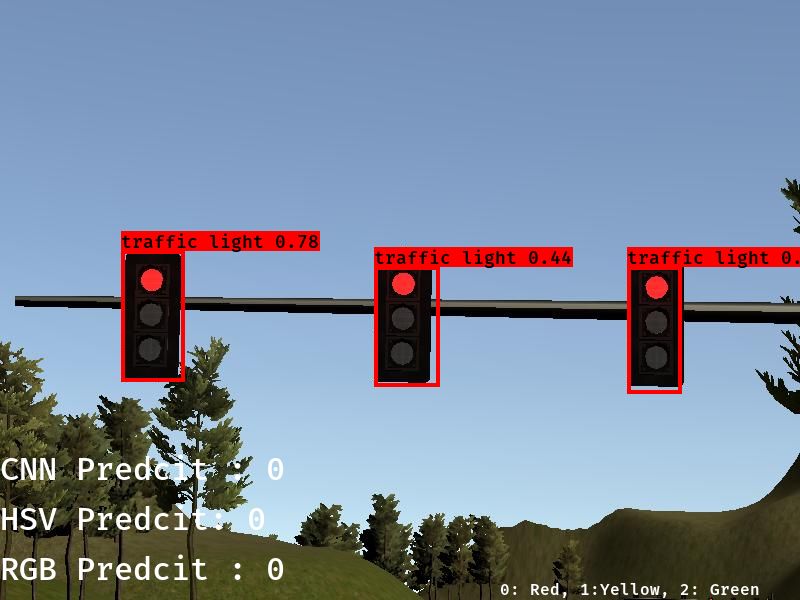 traffic light 0.78
traffic light 0.44
traffic light 0.
CNN Predcit : 0
HSV Predcit: 0
RGB Predcit : 0
0: Red, 1:Yellow, 2: Green